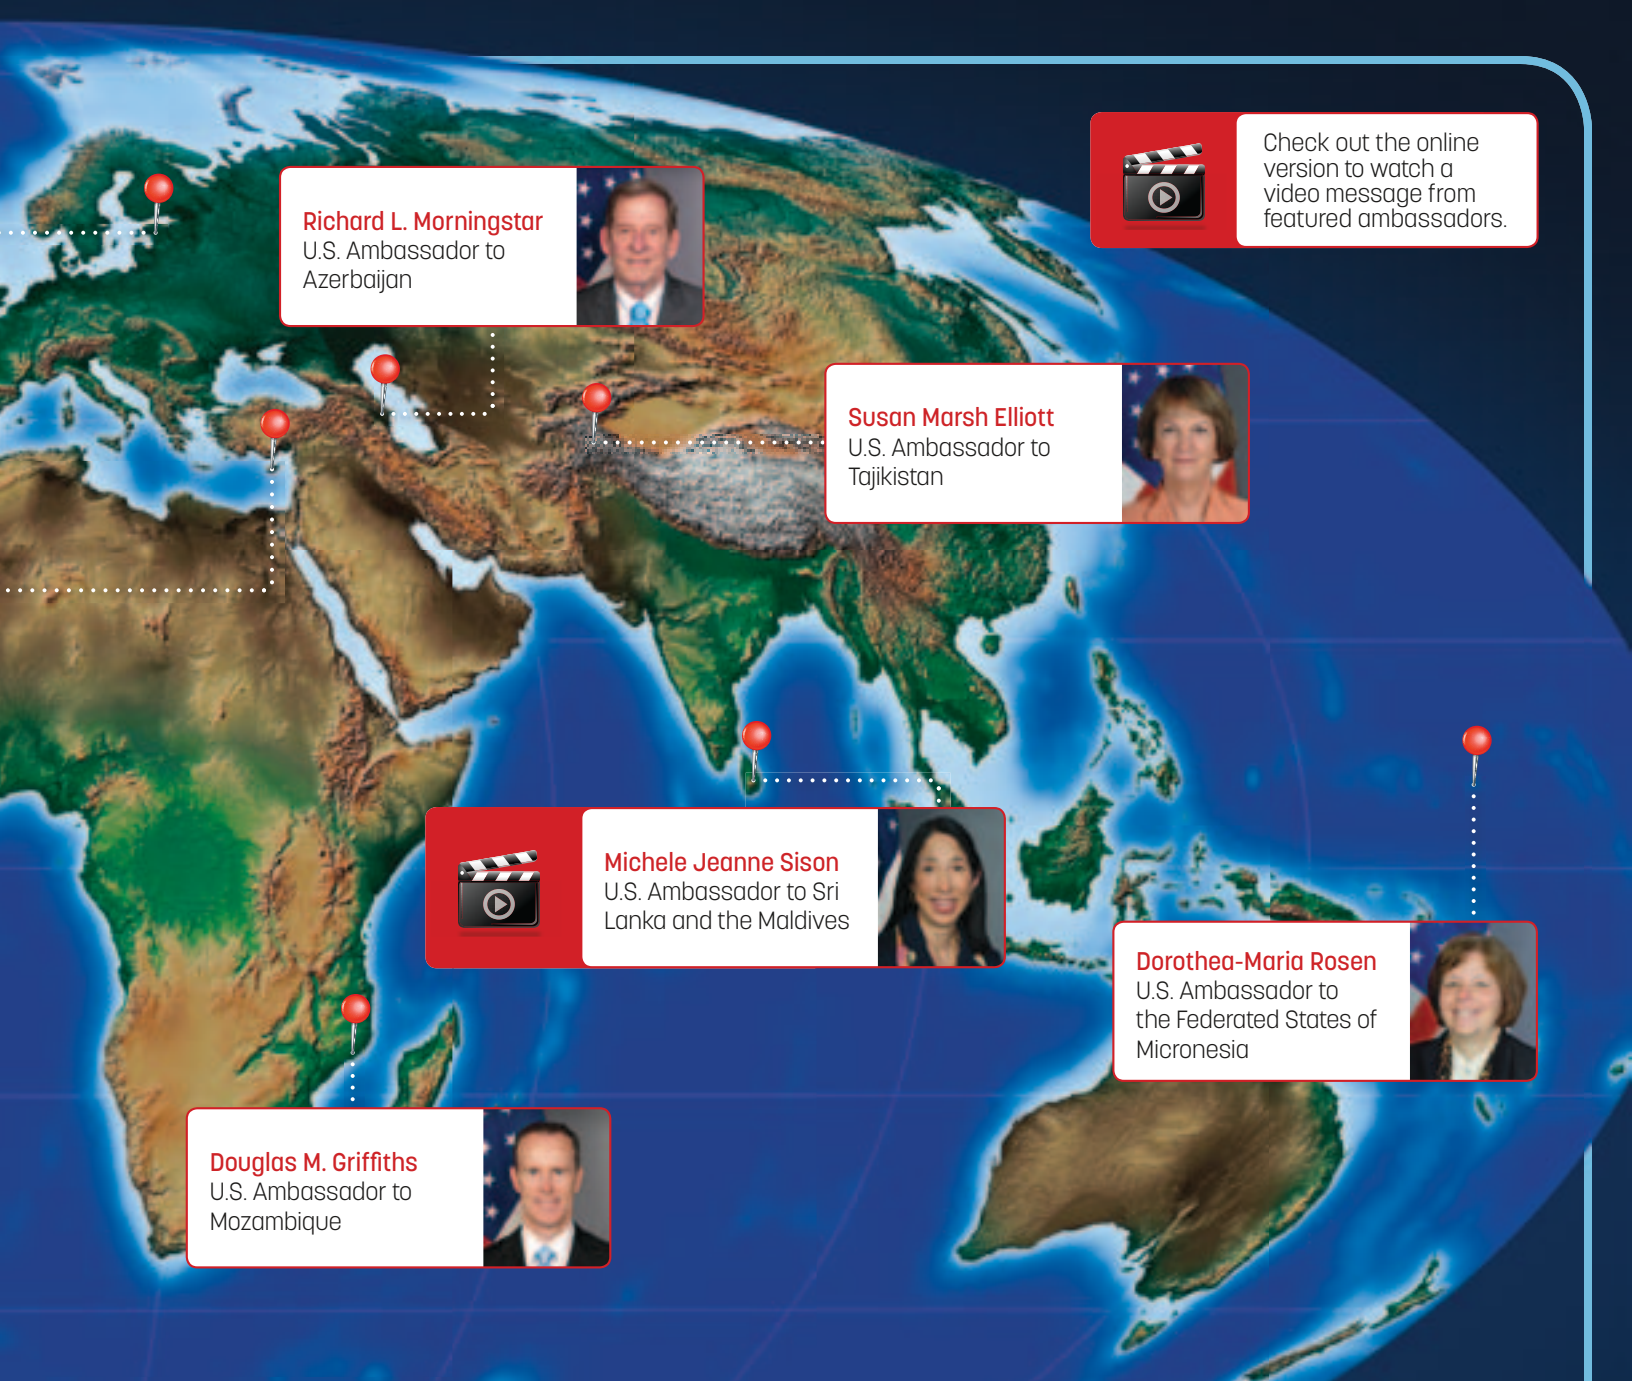 Check out the online
version to watch a
video message from
featured ambassadors.
Richard L. Morningstar
U.S. Ambassador to
Azerbaijan
Susan Marsh Elliott
U.S. Ambassador to
Tajikistan
Michele Jeanne Sison
U.S. Ambassador to Sri
Lanka and the Maldives
Dorothea-Maria Rosen
U.S. Ambassador to
the Federated States of
Micronesia
Douglas M. Griffiths
U.S. Ambassador to
Mozambique